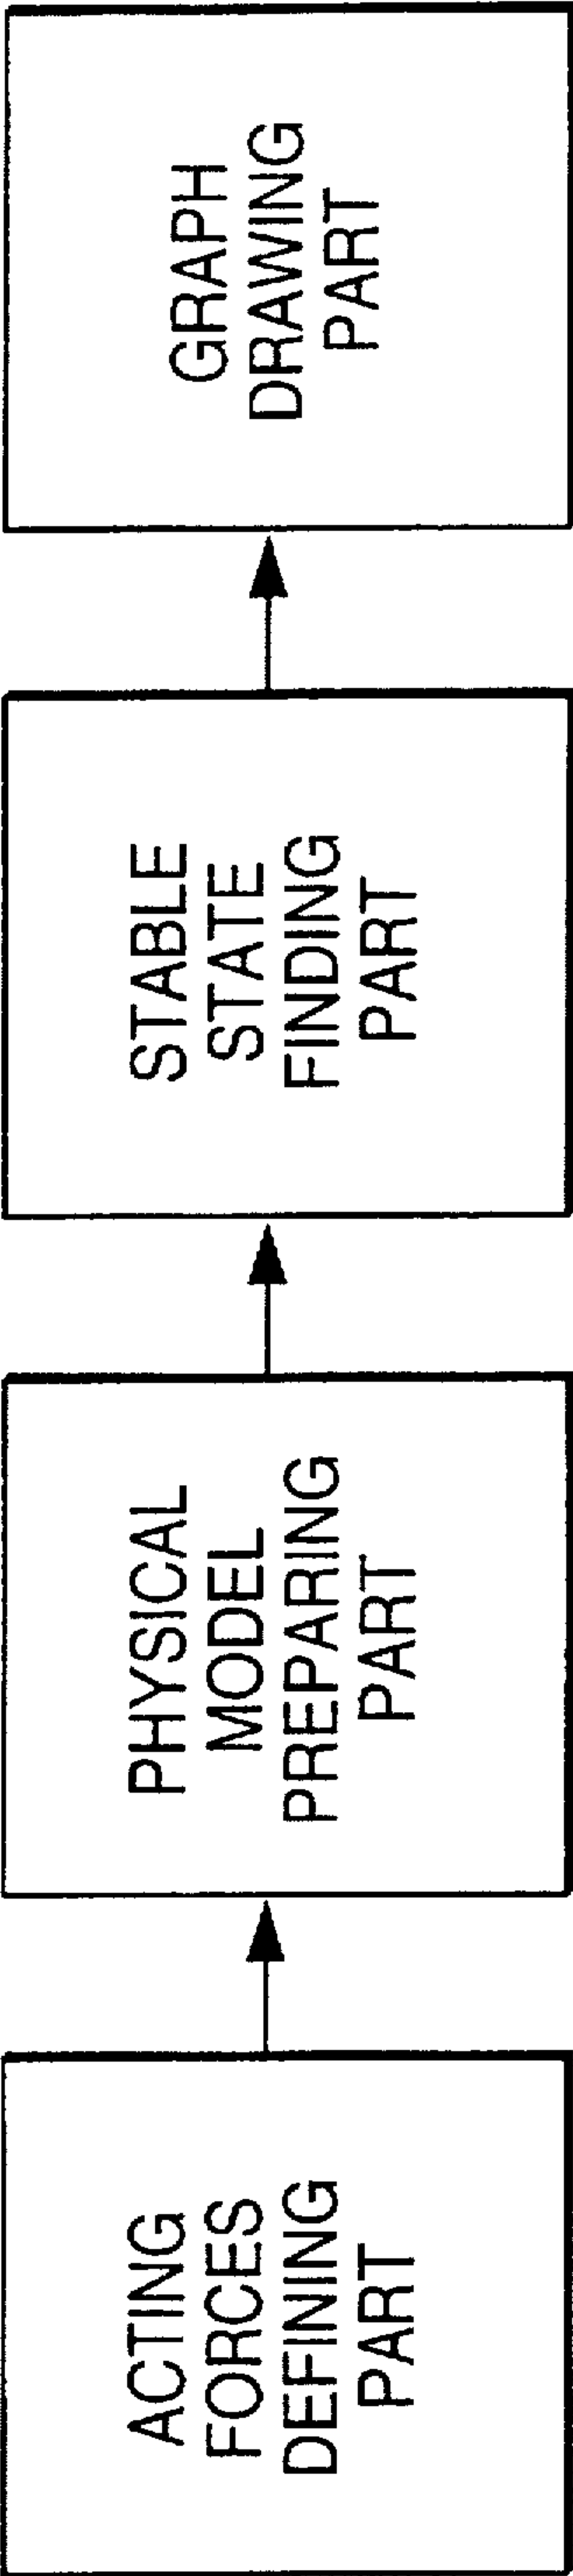 ACTING
FORCES
DEFINING
PART
PHYSICAL
MODEL
PREPARING
PART
STABLE
STATE
FINDING
PART
GRAPH
DRAWING
PART